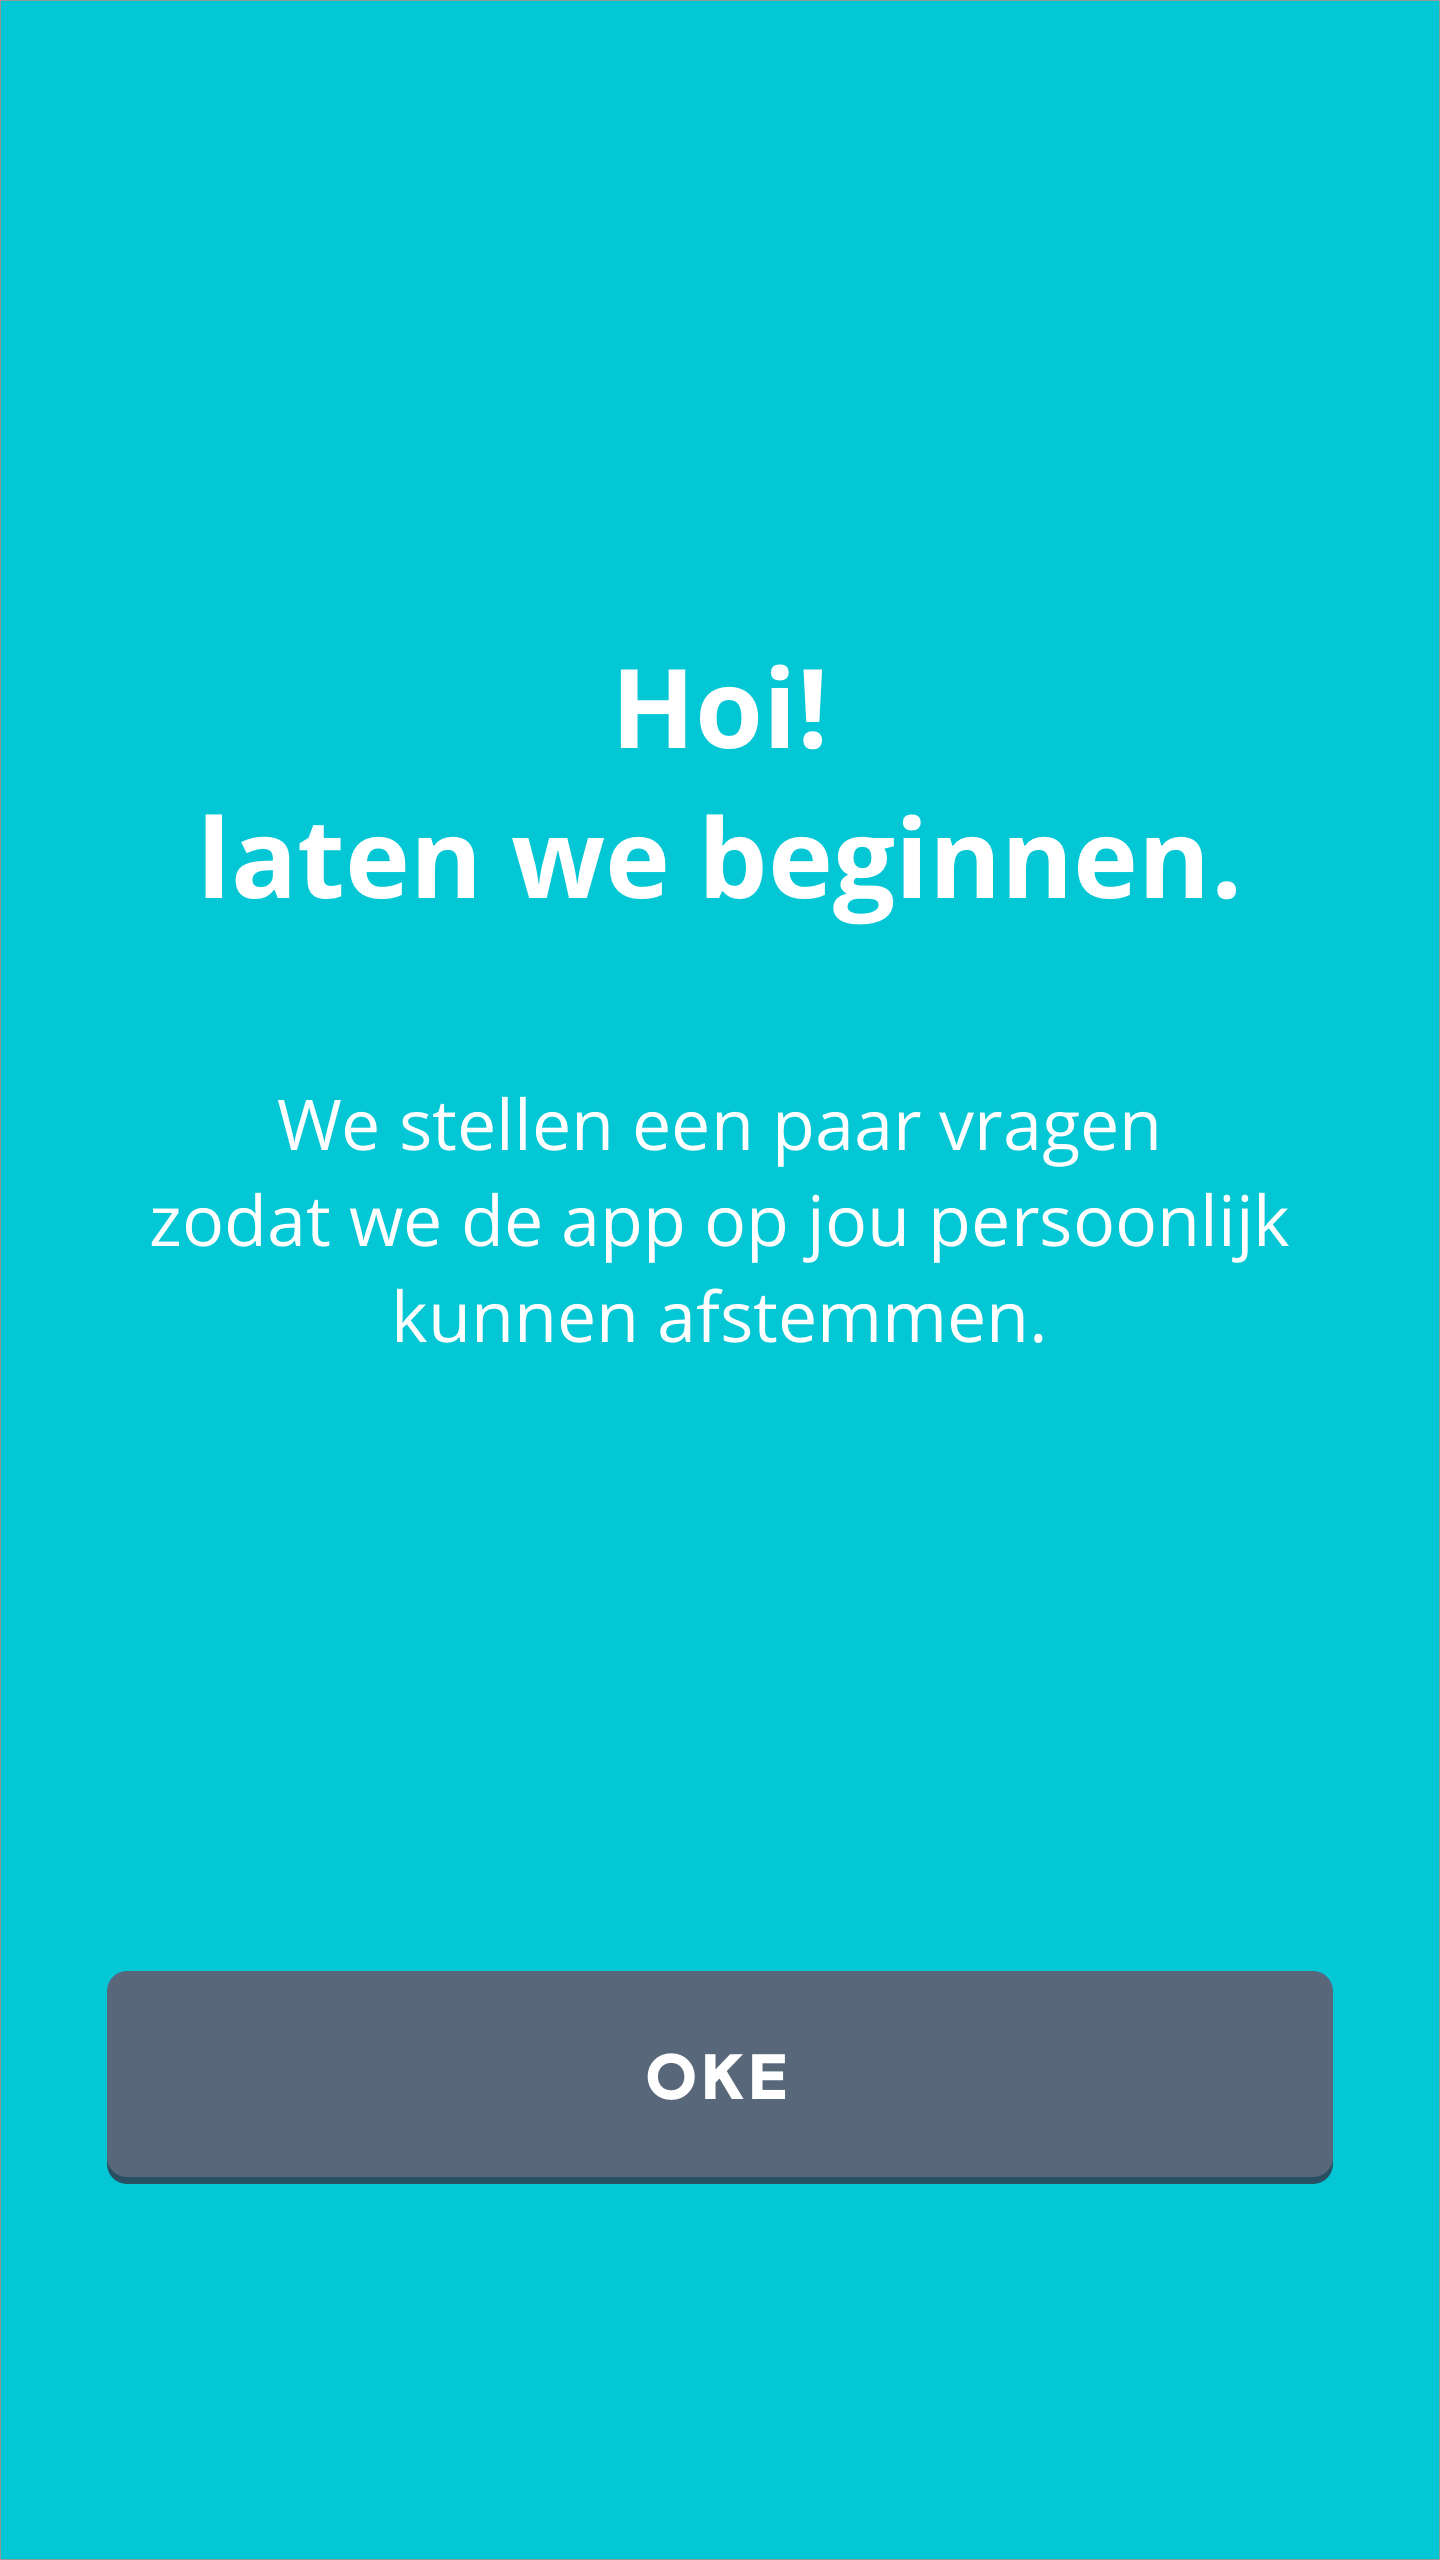 Hoi!
laten we beginnen.
We stellen een paar vragen
zodat we de app op jou persoonlijk
kunnen afstemmen.
OKE